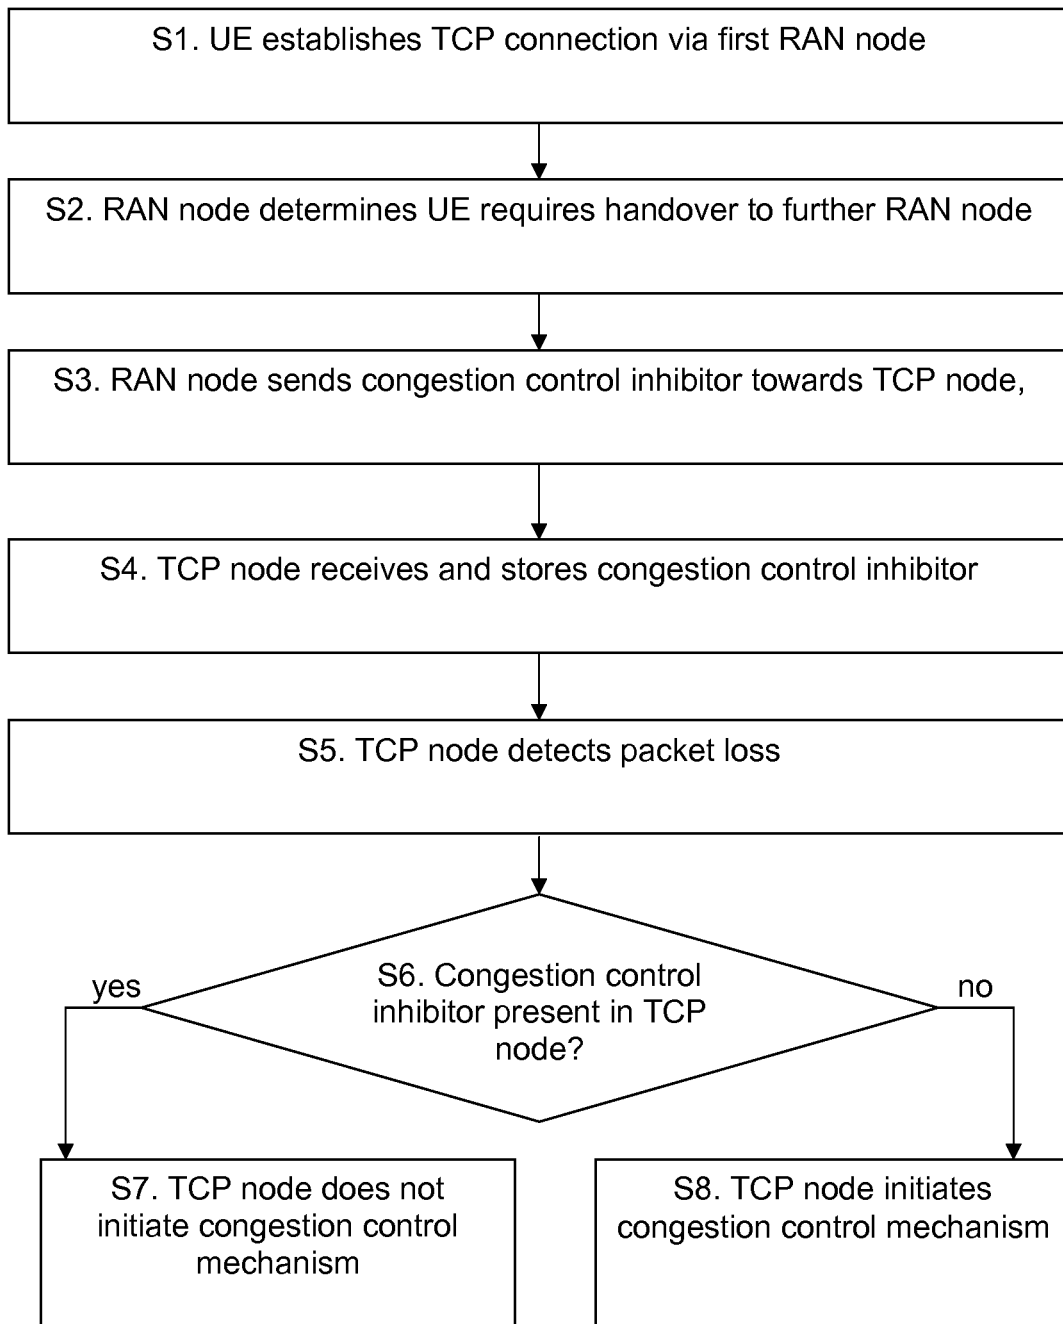 S1. UE establishes TCP connection via first RAN node
S2. RAN node determines UE requires handover to further RAN node
S3. RAN node sends congestion control inhibitor towards TCP node,
S4. TCP node receives and stores congestion control inhibitor
S5. TCP node detects packet loss
S6. Congestion control
inhibitor present in TCP
node?
yes
no
S7. TCP node does not
initiate congestion control
mechanism
S8. TCP node initiates
congestion control mechanism